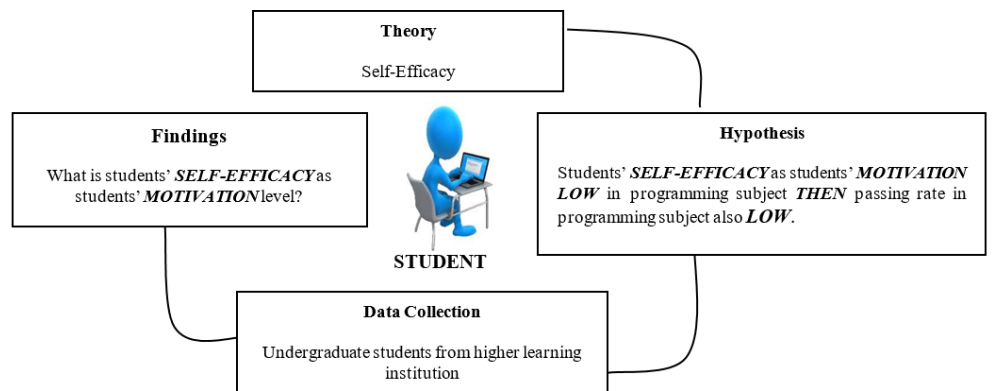 Theory
Self-Efficacy
Findings
What is students’ SELF-EFFICACY as
students’ MOTIVATION level?
Hypothesis
Students’ SELF-EFFICACY as students’ MOTIVATION
LOW in programming subject THEN passing rate in
programming subject also LOW.
STUDENT
Data Collection
Undergraduate students from higher learning
institution